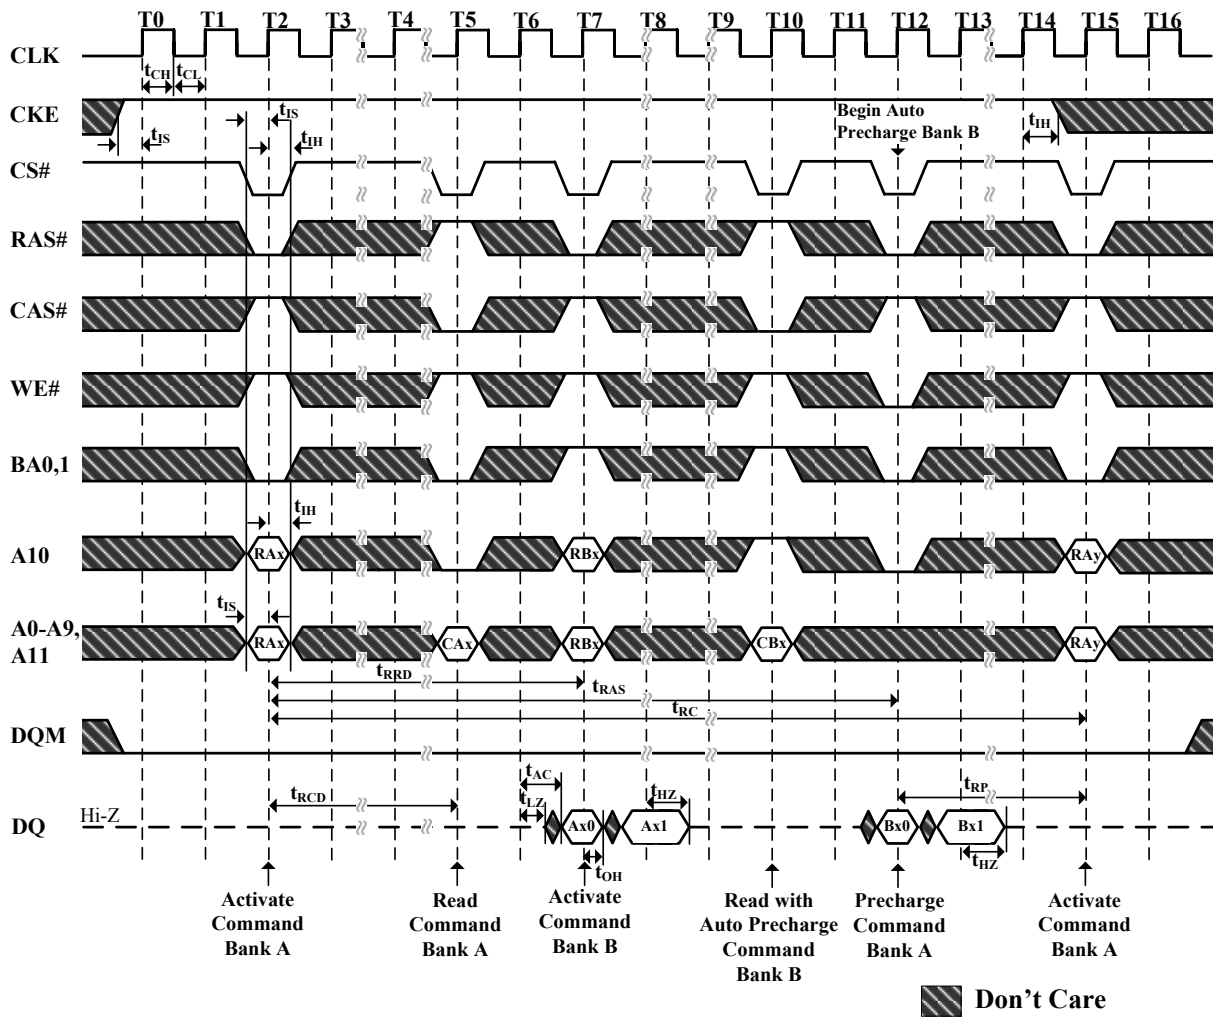 T0 T1 T2 T3 T4 T5 T6 T7 T8 T9 T10 T11 T12 T13 T14 T15 T16
CLK
tCH tCL
CKE
tIS
tIS
tIH
Begin Auto
Precharge Bank B
tIH
CS#
RAS#
CAS#
WE#
BA0,1
tIH
A10
RAx
RBx
RAy
tIS
A0-A9,
A11
RAx
CAx
RBx
CBx
RAy
tRRD
tRAS
tRC
DQM
tRCD
tAC
tLZ
tHZ
tRP
Hi-Z
DQ
Ax0
Ax1
Bx0
Bx1
tOH
tHZ
Activate
Command
Bank A
Read
Command
Bank A
Activate
Command
Bank B
Read with
Auto Precharge
Command
Bank B
Precharge
Command
Bank A
Activate
Command
Bank A
Don't Care